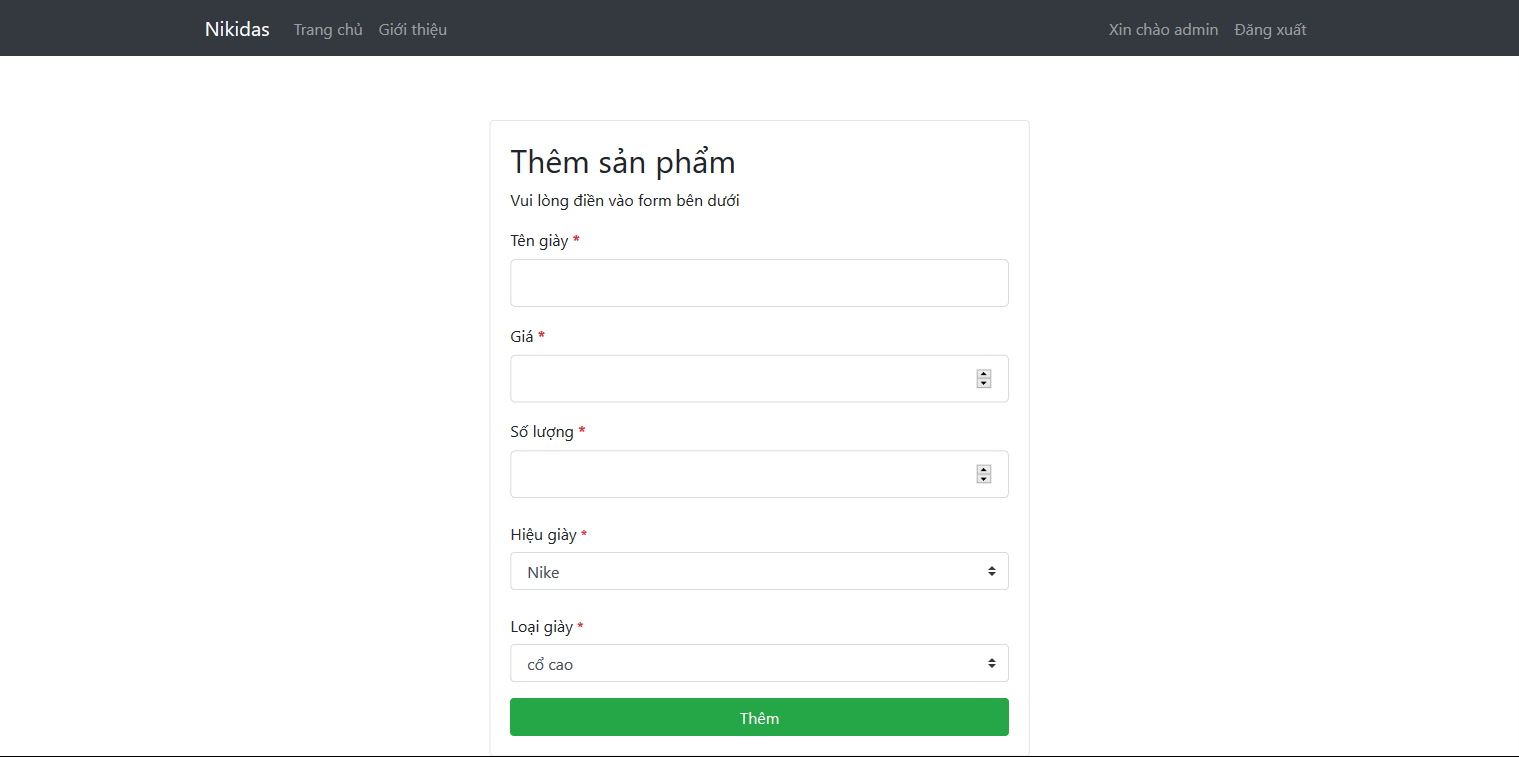 Nikidas Trang chủ Giới thiệu Xin chào admin Đăng xuất
Thêm sản phẩm
Vui lòng điền vào form bên dưới
Tên giày *
Giá *
Số lượng *
Hiệu giày *
Nike
Loại giày *
cổ cao
Thêm